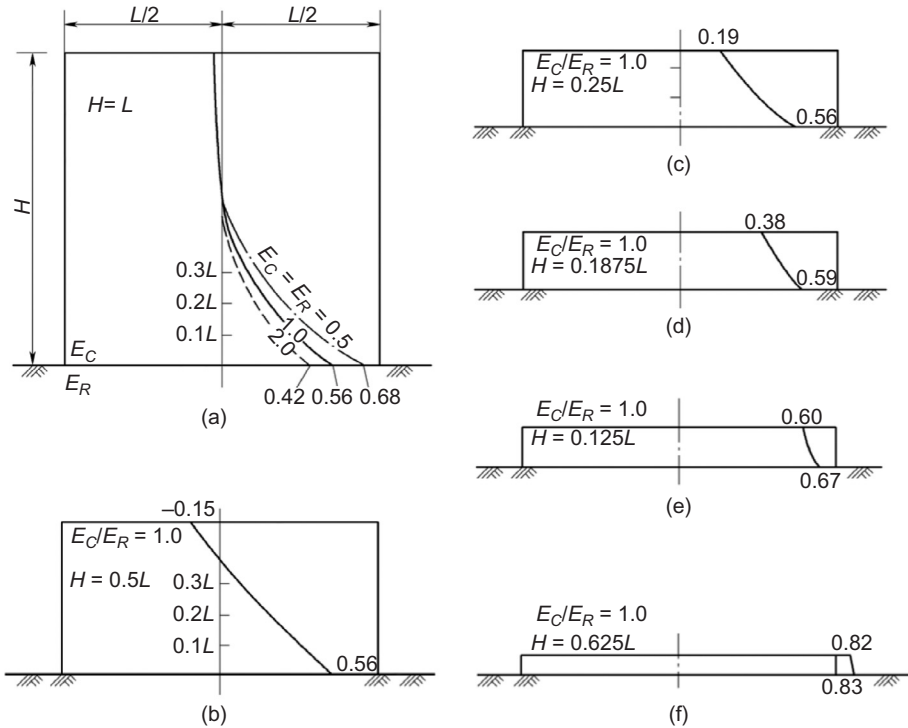 L/2
L/2
H
H= L
0.3L
0.2L
0.1L
E_C = E_R = 0.5
1.0
2.0
E_C
E_R
0.42 0.56 0.68
(a)
–0.15
E_C/E_R = 1.0
H = 0.5L
0.3L
0.2L
0.1L
0.56
(b)
0.19
E_C/E_R = 1.0
H = 0.25L
0.56
(c)
0.38
E_C/E_R = 1.0
H = 0.1875L
0.59
(d)
E_C/E_R = 1.0
0.60
H = 0.125L
0.67
(e)
E_C/E_R = 1.0
H = 0.625L
0.82
0.83
(f)